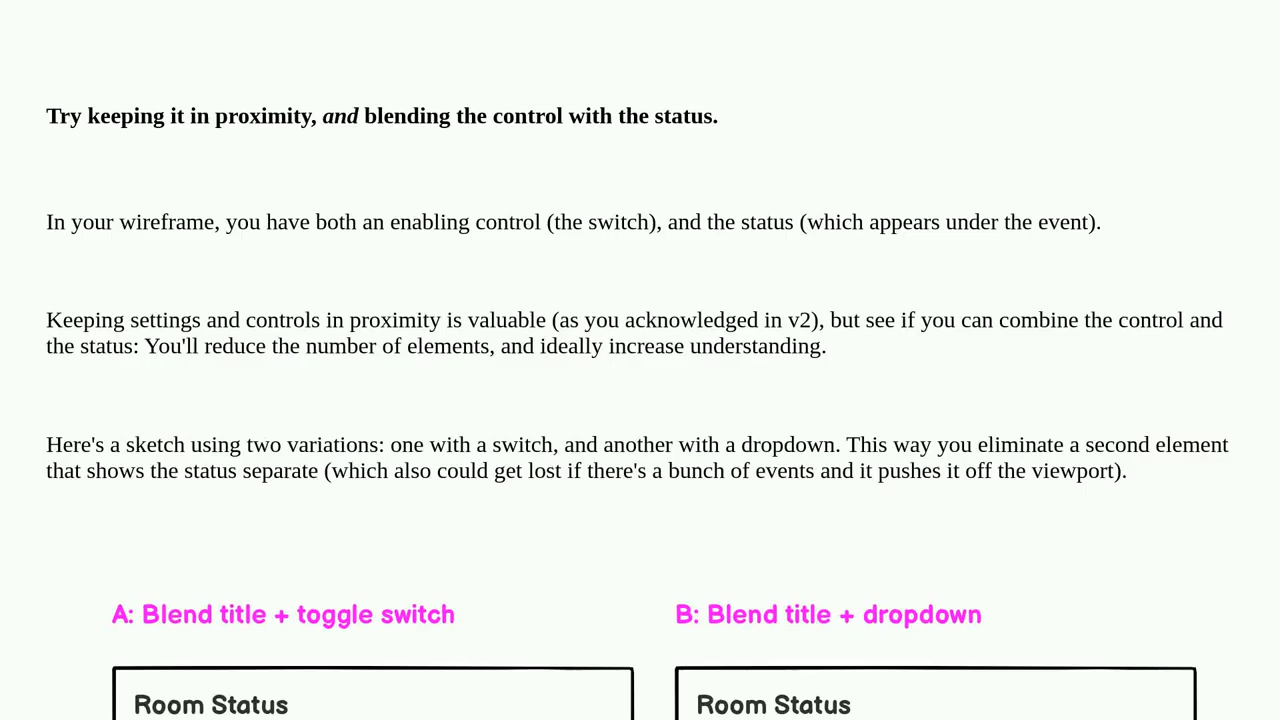 Try keeping it in proximity, and blending the control with the status.
In your wireframe, you have both an enabling control (the switch), and the status (which appears under the event).
Keeping settings and controls in proximity is valuable (as you acknowledged in v2), but see if you can combine the control and
the status: You'll reduce the number of elements, and ideally increase understanding.
Here's a sketch using two variations: one with a switch, and another with a dropdown. This way you eliminate a second element
that shows the status separate (which also could get lost if there's a bunch of events and it pushes it off the viewport).
A: Blend title + toggle switch
B: Blend title + dropdown
Room Status
Room Status